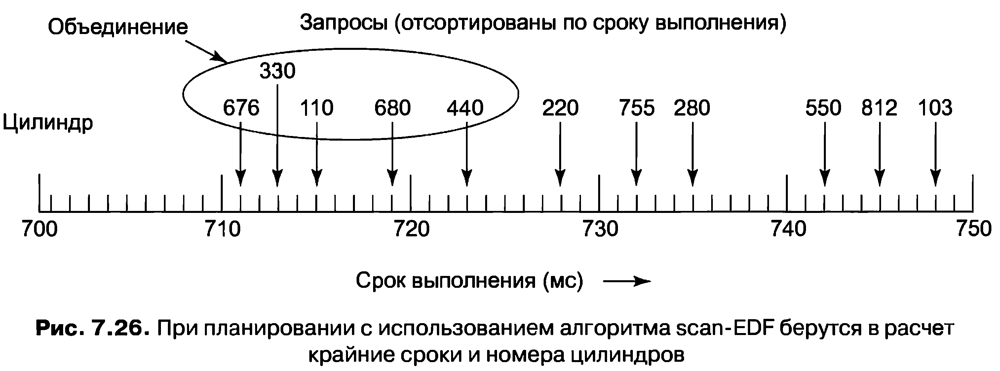 Объединение
Запросы (отсортированы по сроку выполнения)
330
Цилиндр 676 110 680 440 220 755 280 550 812 103
700 710 720 730 740 750
Срок выполнения (мс)
Рис. 7.26. При планировании с использованием алгоритма scan-EDF берутся в расчет
крайние сроки и номера цилиндров